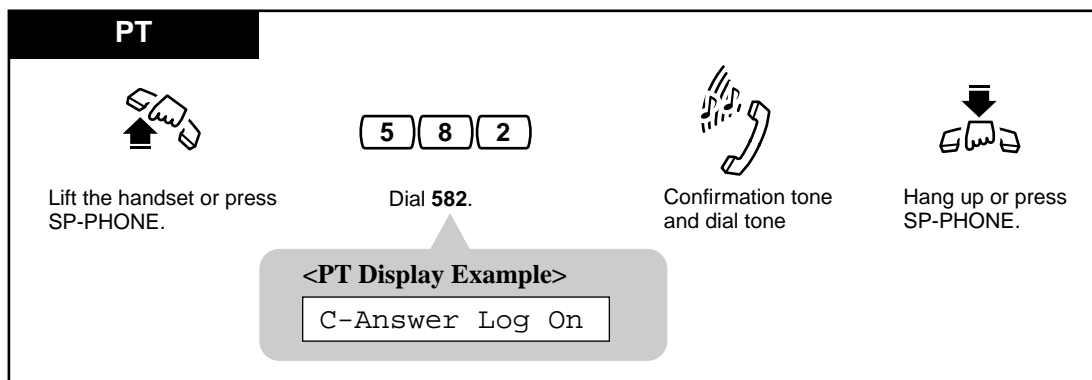 PT
5 8 2
Lift the handset or press
SP-PHONE.
Dial 582.
Confirmation tone
and dial tone
Hang up or press
SP-PHONE.
<PT Display Example>
C-Answer Log On